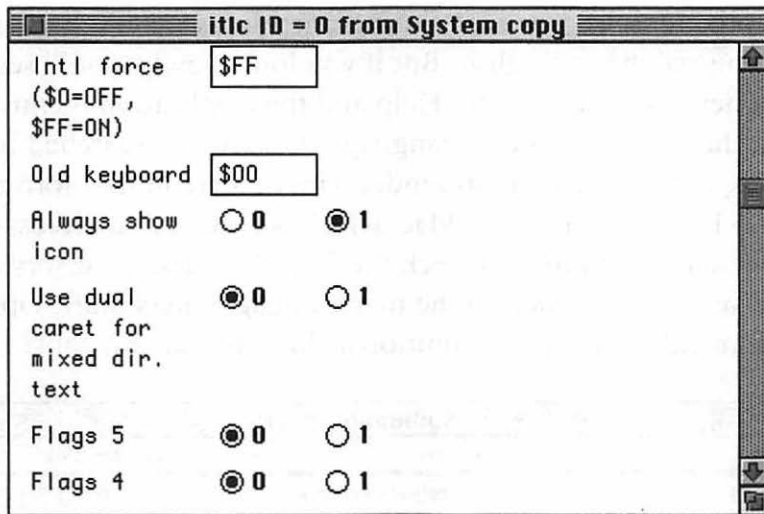 itlc ID = 0 from System copy
Intl force $FF
($0=OFF,
$FF=ON)
Old keyboard $00
Always show 0 1
icon
Use dual 0 1
caret for
mixed dir.
text
Flags 5 0 1
Flags 4 0 1